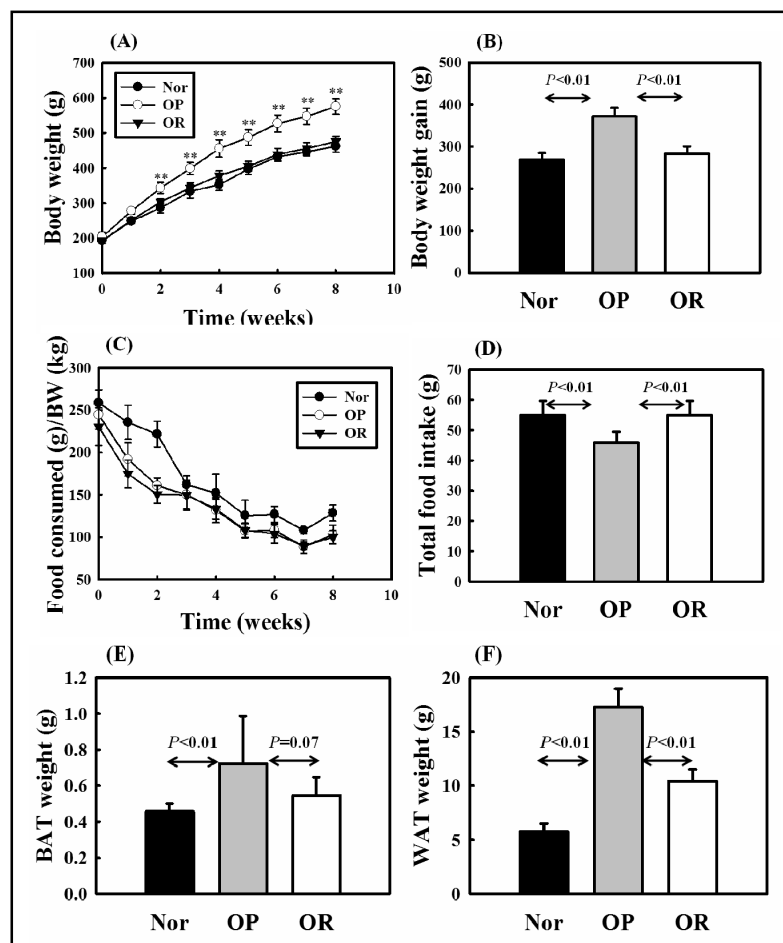 (A)
Body weight (g)
700
600
500
400
300
200
100
Nor
OP
OR
**
**
**
**
**
**
**
0
2
4
6
8
10
Time (weeks)
(B)
Body weight gain (g)
500
400
300
200
100
0
P<0.01
P<0.01
Nor
OP
OR
(C)
Food consumed (g)/BW (kg)
300
250
200
150
100
50
Nor
OP
OR
0
2
4
6
8
10
Time (weeks)
(D)
Total food intake (g)
70
60
50
40
30
20
10
0
P<0.01
P<0.01
Nor
OP
OR
(E)
BAT weight (g)
1.2
1.0
0.8
0.6
0.4
0.2
0.0
P<0.01
P=0.07
Nor
OP
OR
(F)
WAT weight (g)
20
15
10
5
0
P<0.01
P<0.01
Nor
OP
OR